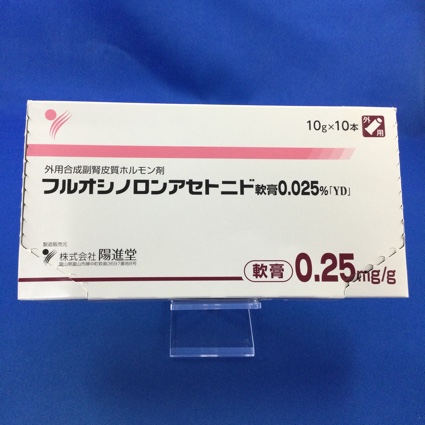 10g×10本
外用
外用合成副腎皮質ホルモン剤
フルオシノロンアセトニド軟膏0.025%「YD」
製造販売元
株式会社 陽進堂
軟膏 0.25mg/g